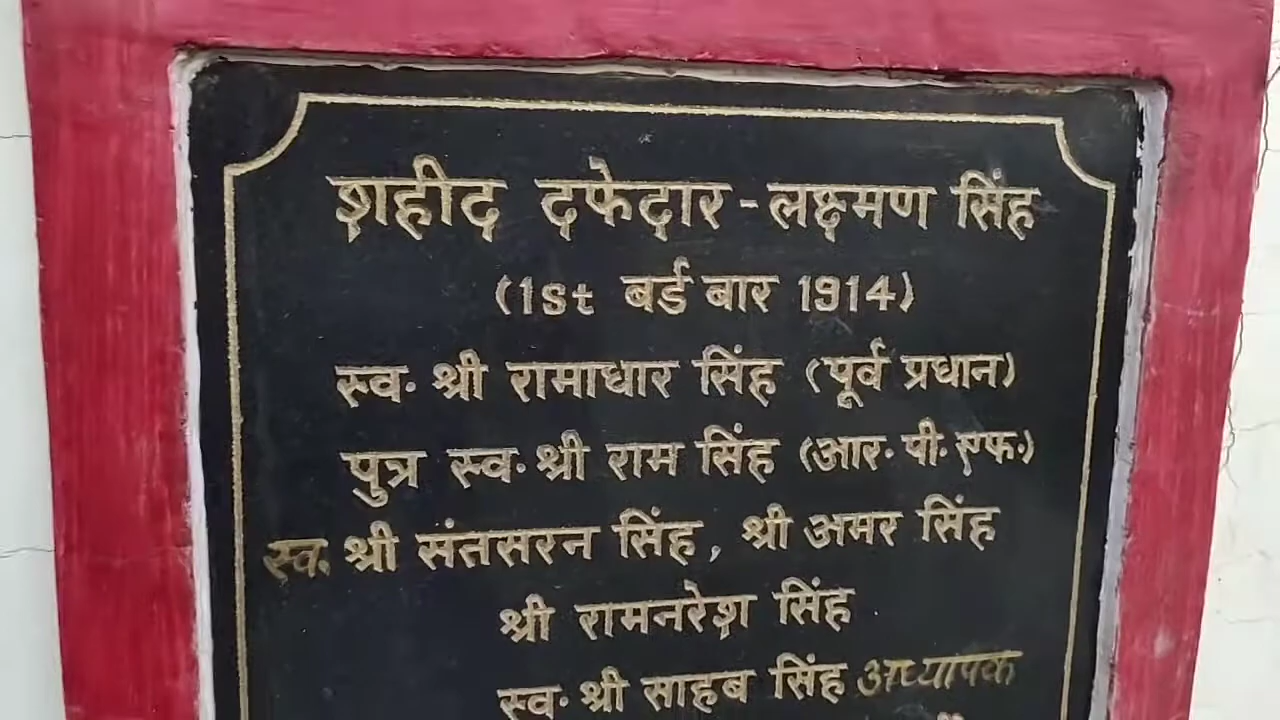 शहीद दफेदार - लक्ष्मण सिंह
(1st बर्ड बार 1914)
स्व. श्री रामाधार सिंह (पूर्व प्रधान)
पुत्र स्व. श्री राम सिंह (आर. पी. एफ.)
स्व. श्री संतसरन सिंह, श्री अमर सिंह
श्री रामनरेश सिंह
स्व. श्री साहब सिंह अध्यापक